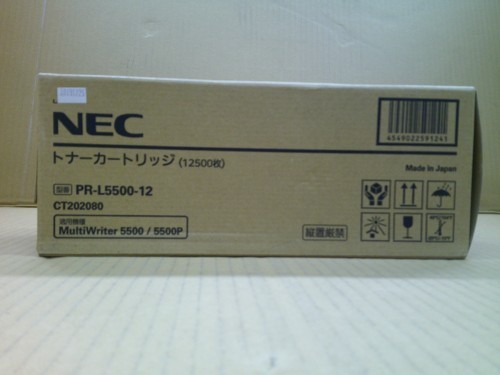 NEC
トナーカートリッジ(12500枚)
型番 PR-L5500-12
CT202080
適用機種
MultiWriter 5500 / 5500P
4549022591241
Made In Japan
縦置厳禁